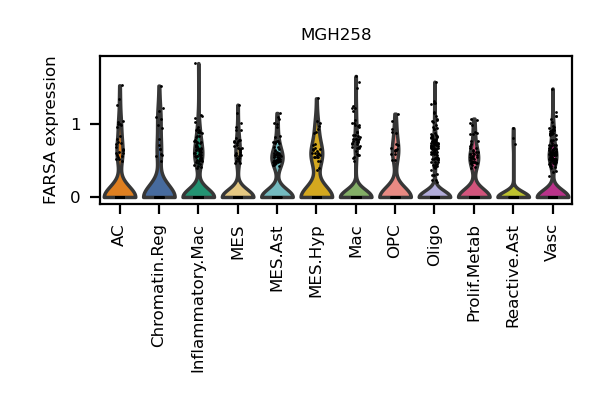 MGH258
FARSA expression
1
0
AC
Chromatin.Reg
Inflammatory.Mac
MES
MES.Ast
MES.Hyp
Mac
OPC
Oligo
Prolif.Metab
Reactive.Ast
Vasc